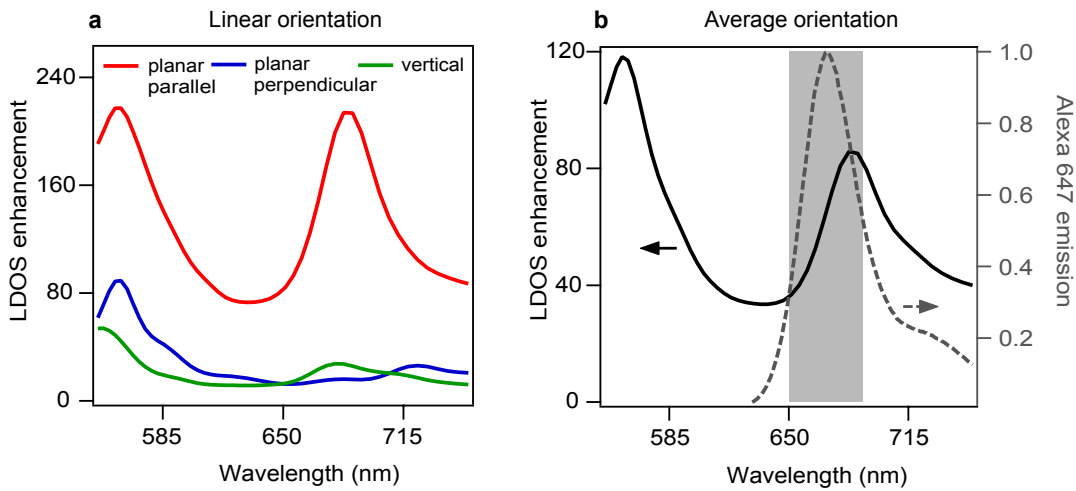 a
Linear orientation
planar
parallel
planar
perpendicular
vertical
LDOS enhancement
240
160
80
0
585
650
715
Wavelength (nm)
b
Average orientation
LDOS enhancement
120
80
40
0
585
650
715
Wavelength (nm)
1.0
0.8
0.6
0.4
0.2
Alexa 647 emission